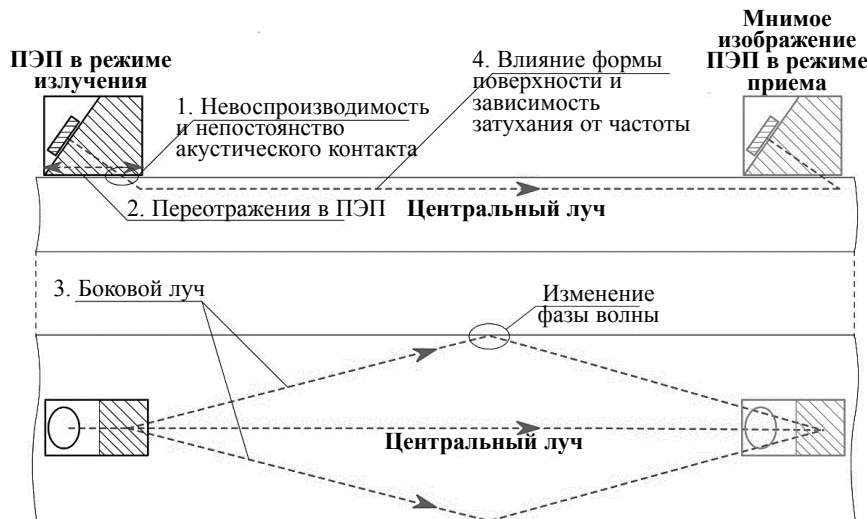 ПЭП в режиме
излучения
1. Невоспроизводимость
и непостоянство
акустического контакта
4. Влияние формы
поверхности и
зависимость
затухания от частоты
Мнимое
изображение
ПЭП в режиме
приема
2. Переотражения в ПЭП
Центральный луч
3. Боковой луч
Изменение
фазы волны
Центральный луч